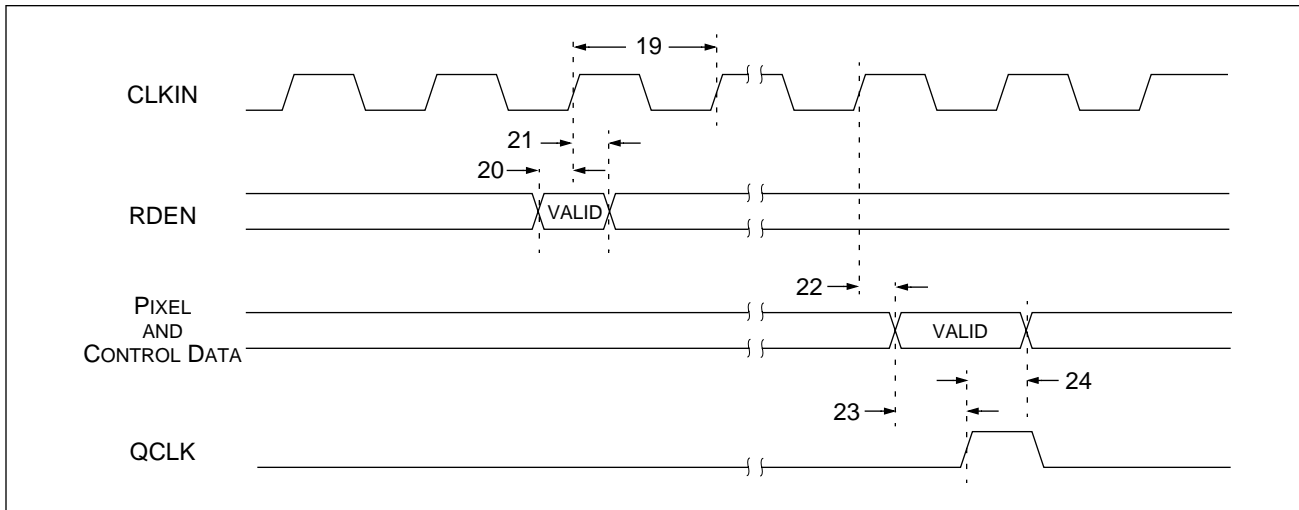 19
CLKIN
21
20
RDEN
VALID
22
PIXEL
AND
CONTROL DATA
VALID
24
23
QCLK